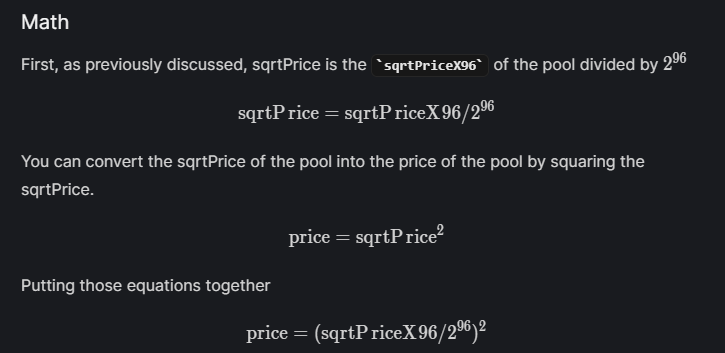 Math
First, as previously discussed, sqrtPrice is the `sqrtPriceX96` of the pool divided by 2^96
sqrtPrice = sqrtPriceX96/2^96
You can convert the sqrtPrice of the pool into the price of the pool by squaring the
sqrtPrice.
price = sqrtPrice^2
Putting those equations together
price = (sqrtPriceX96/2^96)^2